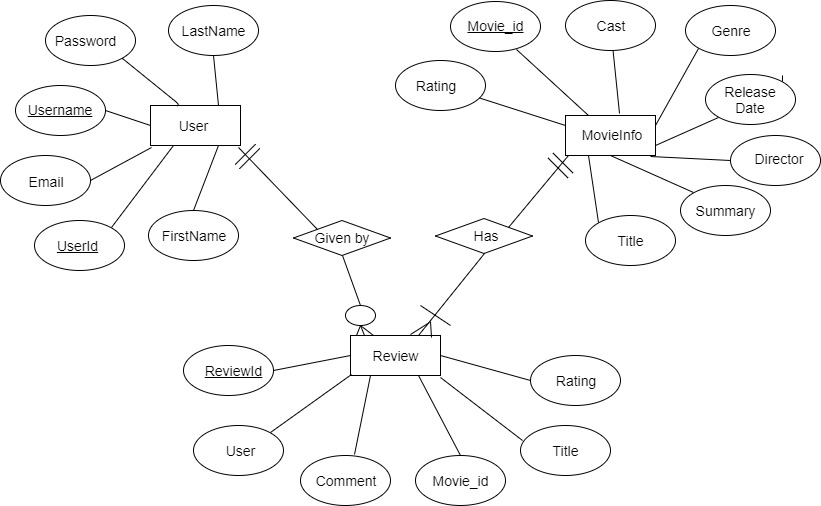 LastName
Password
Username
User
Email
UserId
FirstName
Movie_id
Cast
Genre
Rating
Release
Date
MovieInfo
Director
Summary
Title
Given by
Has
Review
ReviewId
Rating
User
Title
Comment
Movie_id